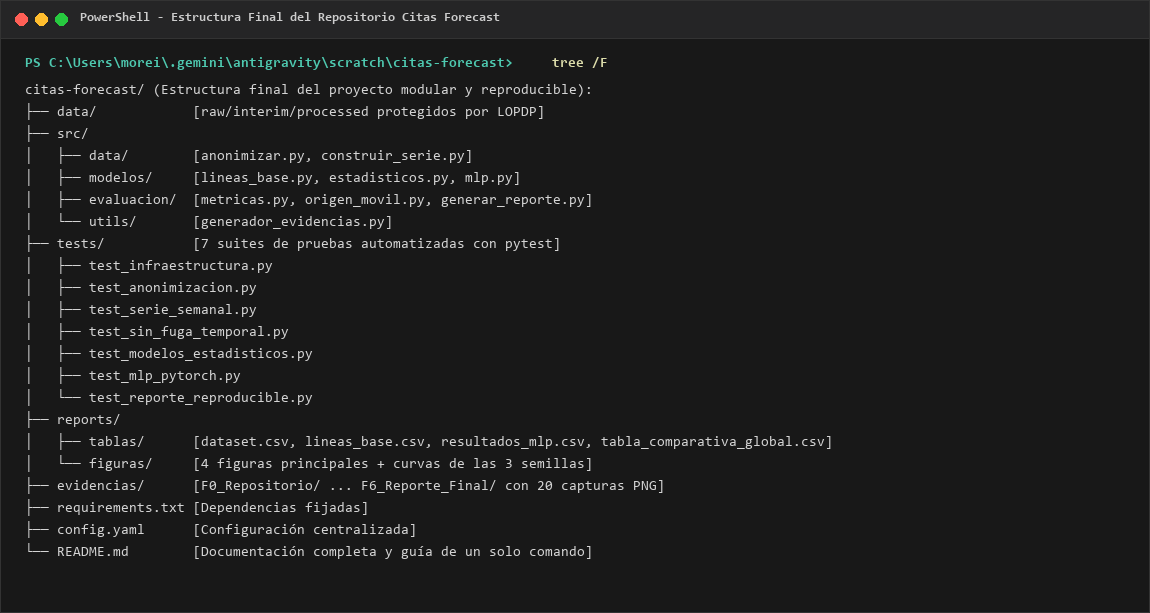 PowerShell - Estructura Final del Repositorio Citas Forecast
PS C:\Users\morei\.gemini\antigravity\scratch\citas-forecast>     tree /F
citas-forecast/ (Estructura final del proyecto modular y reproducible):
├── data/            [raw/interim/processed protegidos por LOPDP]
├── src/
│   ├── data/        [anonimizar.py, construir_serie.py]
│   ├── modelos/     [lineas_base.py, estadisticos.py, mlp.py]
│   ├── evaluacion/  [metricas.py, origen_movil.py, generar_reporte.py]
│   └── utils/       [generador_evidencias.py]
├── tests/           [7 suites de pruebas automatizadas con pytest]
│   ├── test_infraestructura.py
│   ├── test_anonimizacion.py
│   ├── test_serie_semanal.py
│   ├── test_sin_fuga_temporal.py
│   ├── test_modelos_estadisticos.py
│   ├── test_mlp_pytorch.py
│   └── test_reporte_reproducible.py
├── reports/
│   ├── tablas/      [dataset.csv, lineas_base.csv, resultados_mlp.csv, tabla_comparativa_global.csv]
│   └── figuras/     [4 figuras principales + curvas de las 3 semillas]
├── evidencias/      [F0_Repositorio/ ... F6_Reporte_Final/ con 20 capturas PNG]
├── requirements.txt [Dependencias fijadas]
├── config.yaml      [Configuración centralizada]
└── README.md        [Documentación completa y guía de un solo comando]